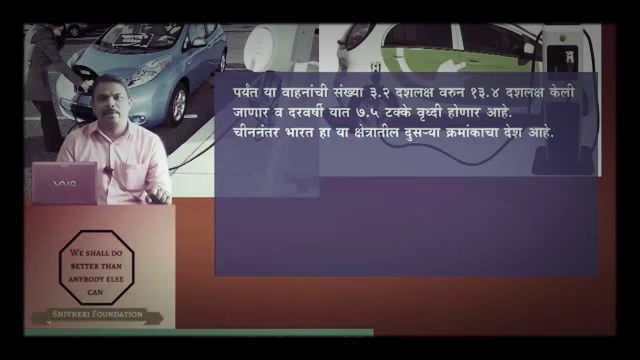 पर्यंत या वाहनांची संख्या ३.२ दशलक्ष वरुन १३.४ दशलक्ष केली
जाणार व दरवर्षी यात ७.५ टक्के वृध्दी होणार आहे.
चीननंतर भारत हा या क्षेत्रातील दुसऱ्या क्रमांकाचा देश आहे.
VAIO
WE SHALL DO
BETTER THAN
ANYBODY ELSE
CAN
SHIVNERI FOUNDATION